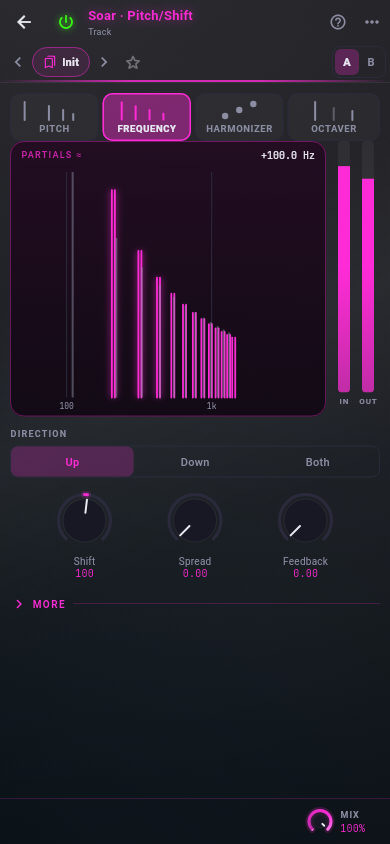 Soar · Pitch/Shift
Track
Init
A
B
PITCH
FREQUENCY
HARMONIZER
OCTAVER
PARTIALS ≈
+100.0 Hz
100
1k
IN
OUT
DIRECTION
Up
Down
Both
Shift
Spread
Feedback
100
0.00
0.00
MORE
MIX
100%